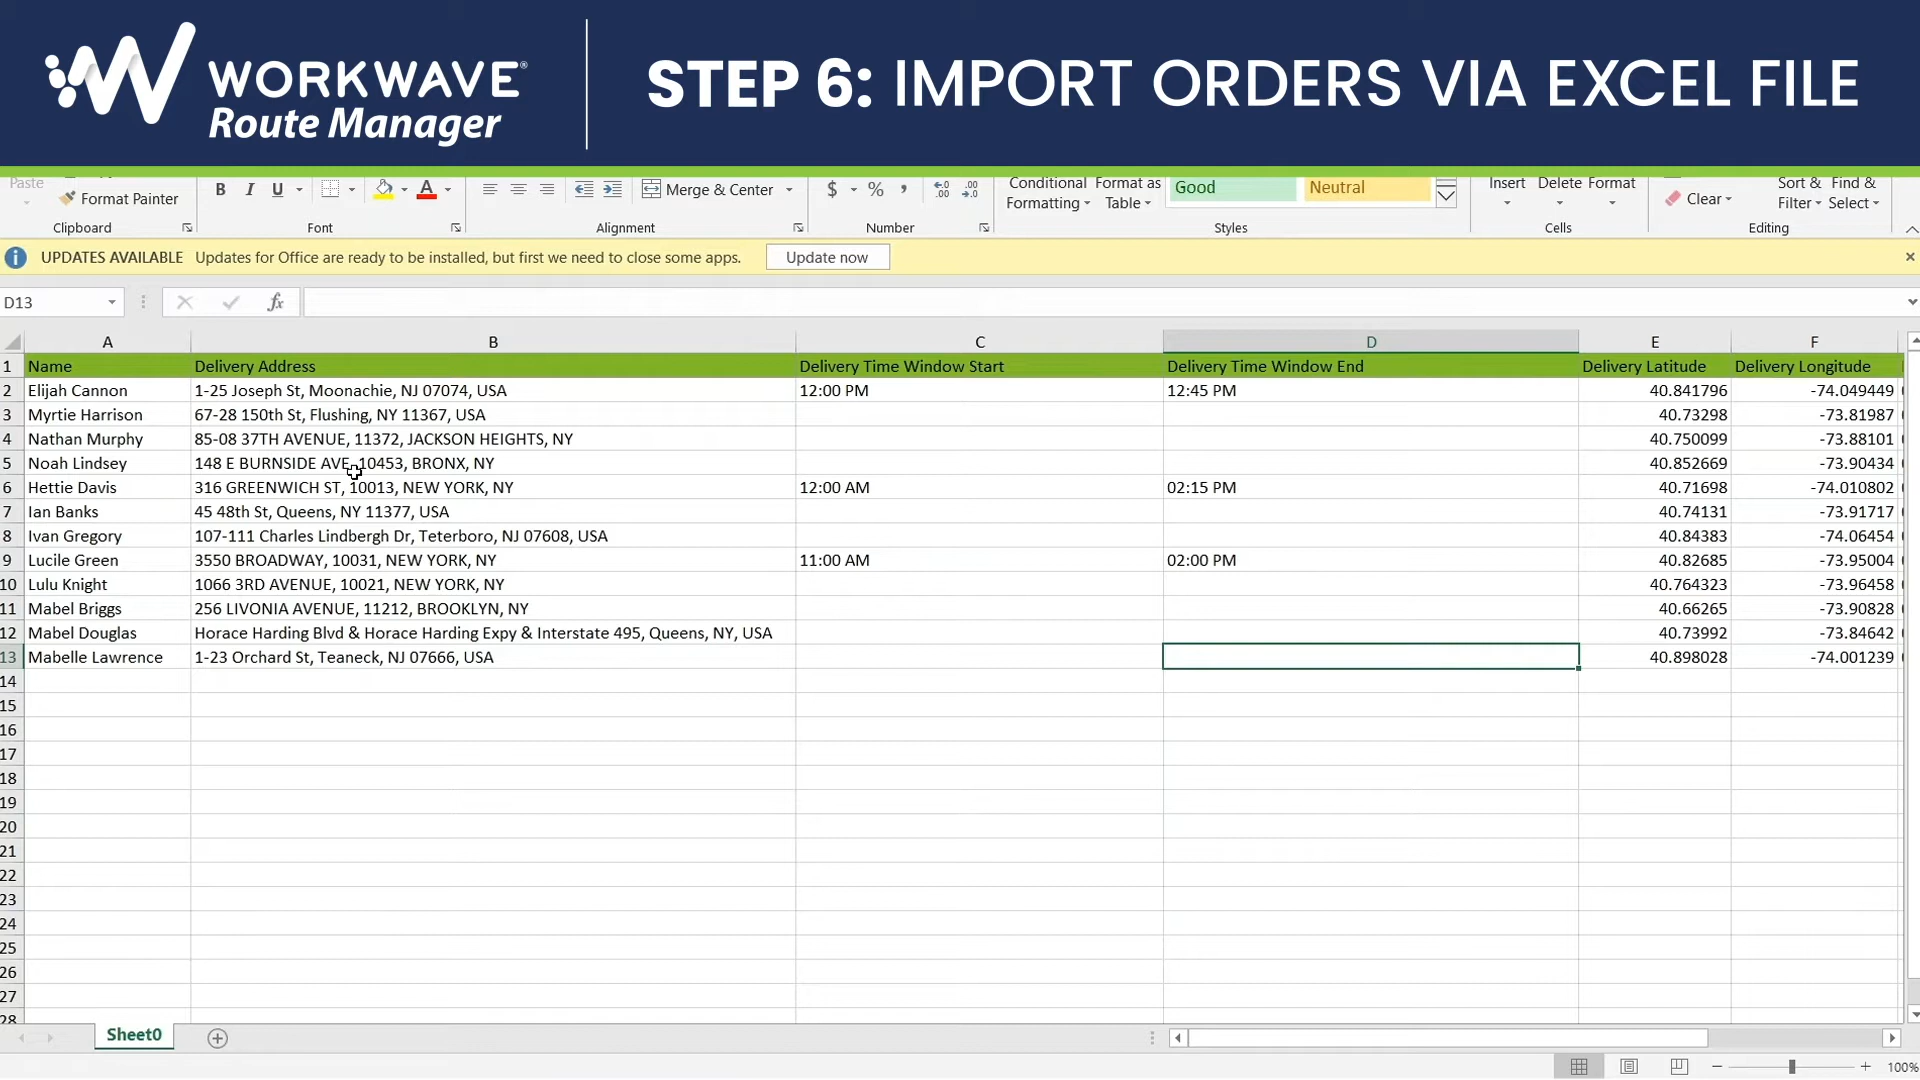 WORKWAVE®
Route Manager
STEP 6: IMPORT ORDERS VIA EXCEL FILE
Paste
Format Painter
B I U A
Merge & Center
$ % ,
Conditional Formatting
Format as Table
Good
Neutral
Insert
Delete
Format
Clear
Sort & Filter
Find & Select
Clipboard Font Alignment Number Styles Cells Editing
UPDATES AVAILABLE Updates for Office are ready to be installed, but first we need to close some apps. Update now
D13 fx
A B C D E F
1 Name Delivery Address Delivery Time Window Start Delivery Time Window End Delivery Latitude Delivery Longitude
2 Elijah Cannon 1-25 Joseph St, Moonachie, NJ 07074, USA 12:00 PM 12:45 PM 40.841796 -74.049449
3 Myrtie Harrison 67-28 150th St, Flushing, NY 11367, USA 40.73298 -73.81987
4 Nathan Murphy 85-08 37TH AVENUE, 11372, JACKSON HEIGHTS, NY 40.750099 -73.88101
5 Noah Lindsey 148 E BURNSIDE AVE, 10453, BRONX, NY 40.852669 -73.90434
6 Hettie Davis 316 GREENWICH ST, 10013, NEW YORK, NY 12:00 AM 02:15 PM 40.71698 -74.010802
7 Ian Banks 45 48th St, Queens, NY 11377, USA 40.74131 -73.91717
8 Ivan Gregory 107-111 Charles Lindbergh Dr, Teterboro, NJ 07608, USA 40.84383 -74.06454
9 Lucile Green 3550 BROADWAY, 10031, NEW YORK, NY 11:00 AM 02:00 PM 40.82685 -73.95004
10 Lulu Knight 1066 3RD AVENUE, 10021, NEW YORK, NY 40.764323 -73.96458
11 Mabel Briggs 256 LIVONIA AVENUE, 11212, BROOKLYN, NY 40.66265 -73.90828
12 Mabel Douglas Horace Harding Blvd & Horace Harding Expy & Interstate 495, Queens, NY, USA 40.73992 -73.84642
13 Mabelle Lawrence 1-23 Orchard St, Teaneck, NJ 07666, USA 40.898028 -74.001239
14
15
16
17
18
19
20
21
22
23
24
25
26
27
28
Sheet0
100%